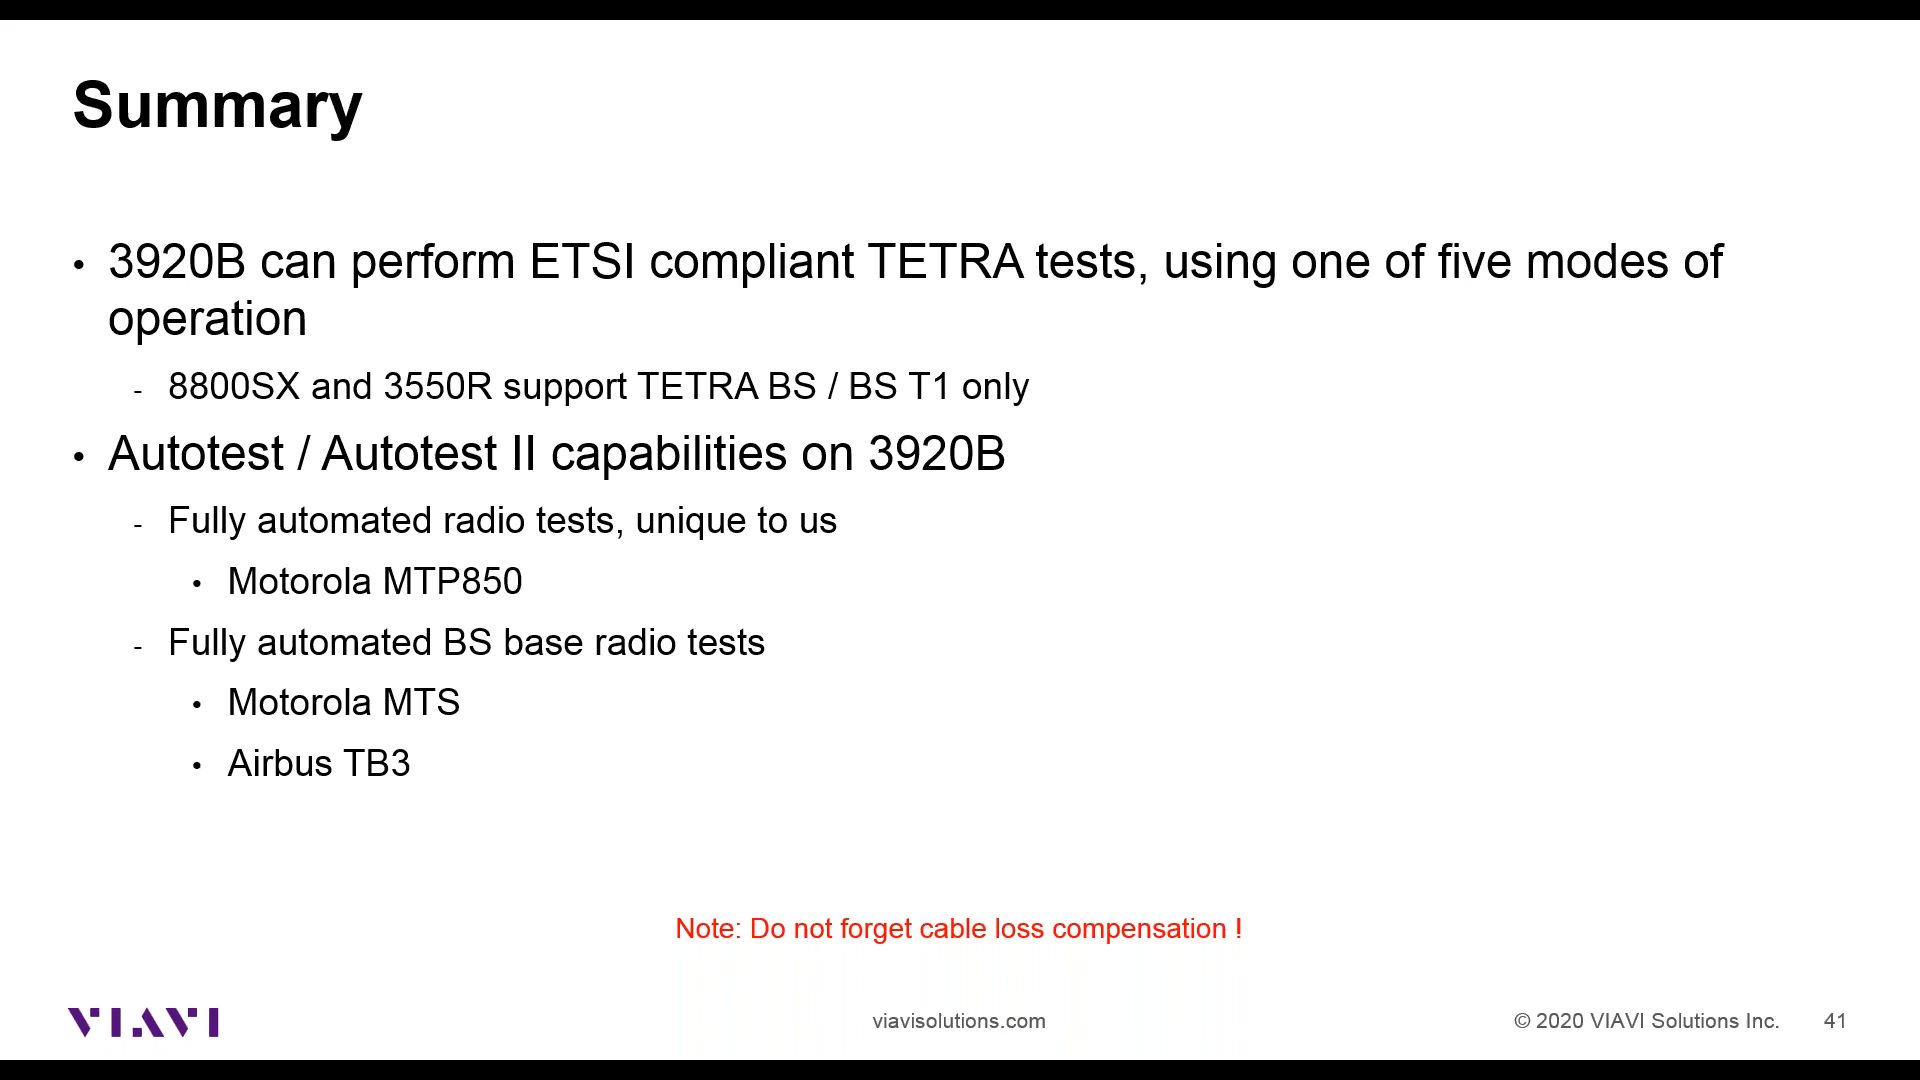 Summary
• 3920B can perform ETSI compliant TETRA tests, using one of five modes of
operation
- 8800SX and 3550R support TETRA BS / BS T1 only
• Autotest / Autotest II capabilities on 3920B
- Fully automated radio tests, unique to us
• Motorola MTP850
- Fully automated BS base radio tests
• Motorola MTS
• Airbus TB3
Note: Do not forget cable loss compensation !
VIAVI
viavisolutions.com
© 2020 VIAVI Solutions Inc.
41